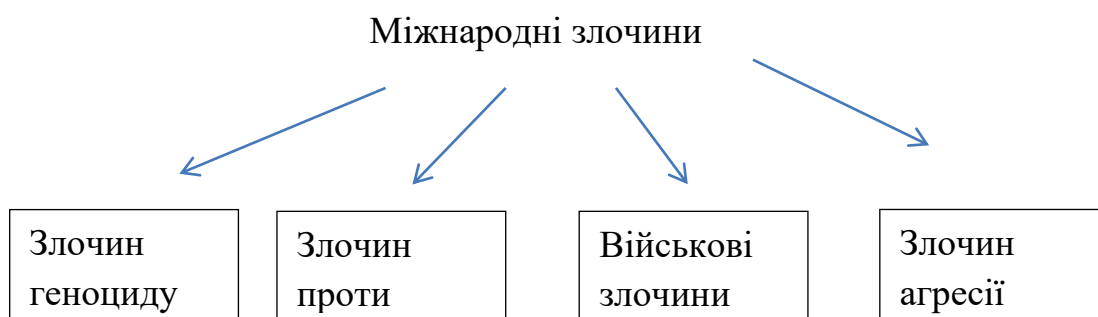 Міжнародні злочини
Злочин
геноциду
Злочин
проти
Військові
злочини
Злочин
агресії